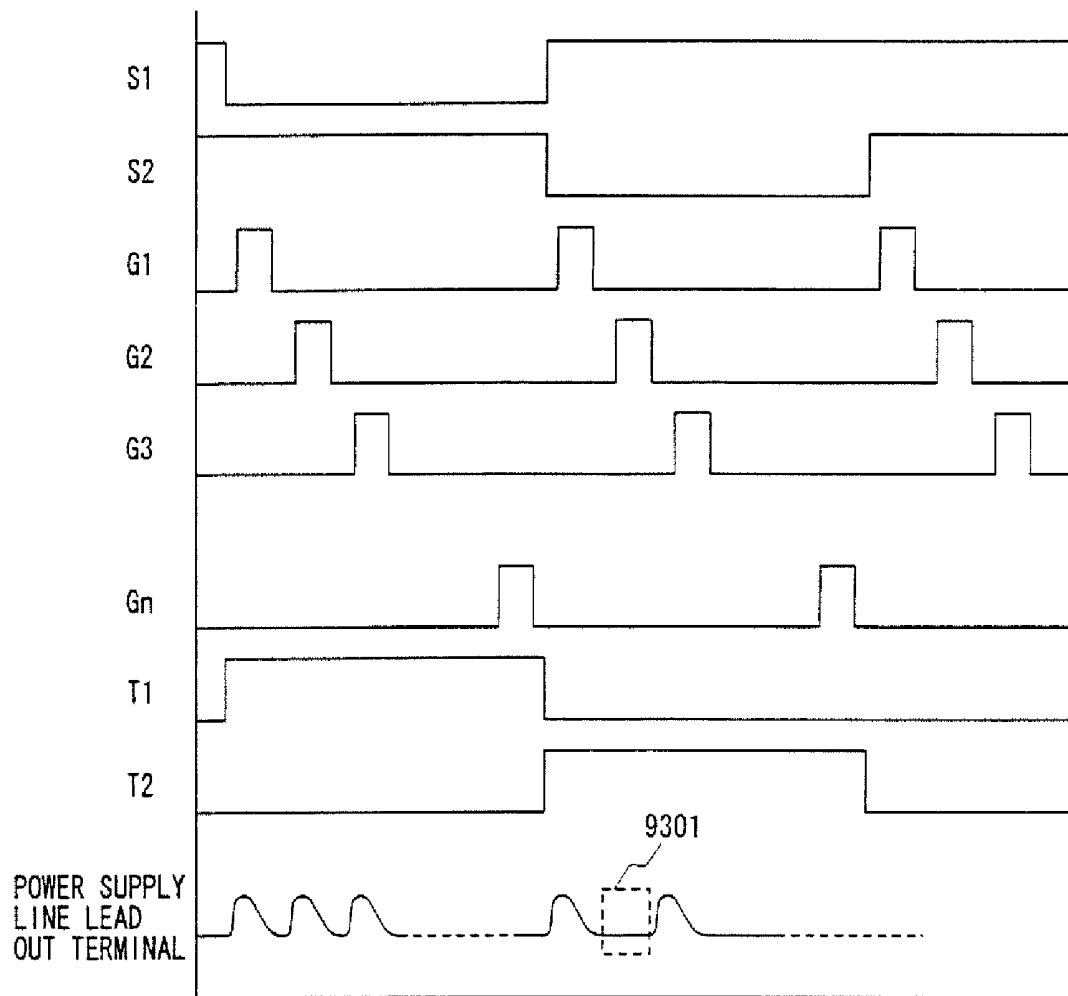 S1
S2
G1
G2
G3
Gn
T1
T2
9301
POWER SUPPLY
LINE LEAD
OUT TERMINAL